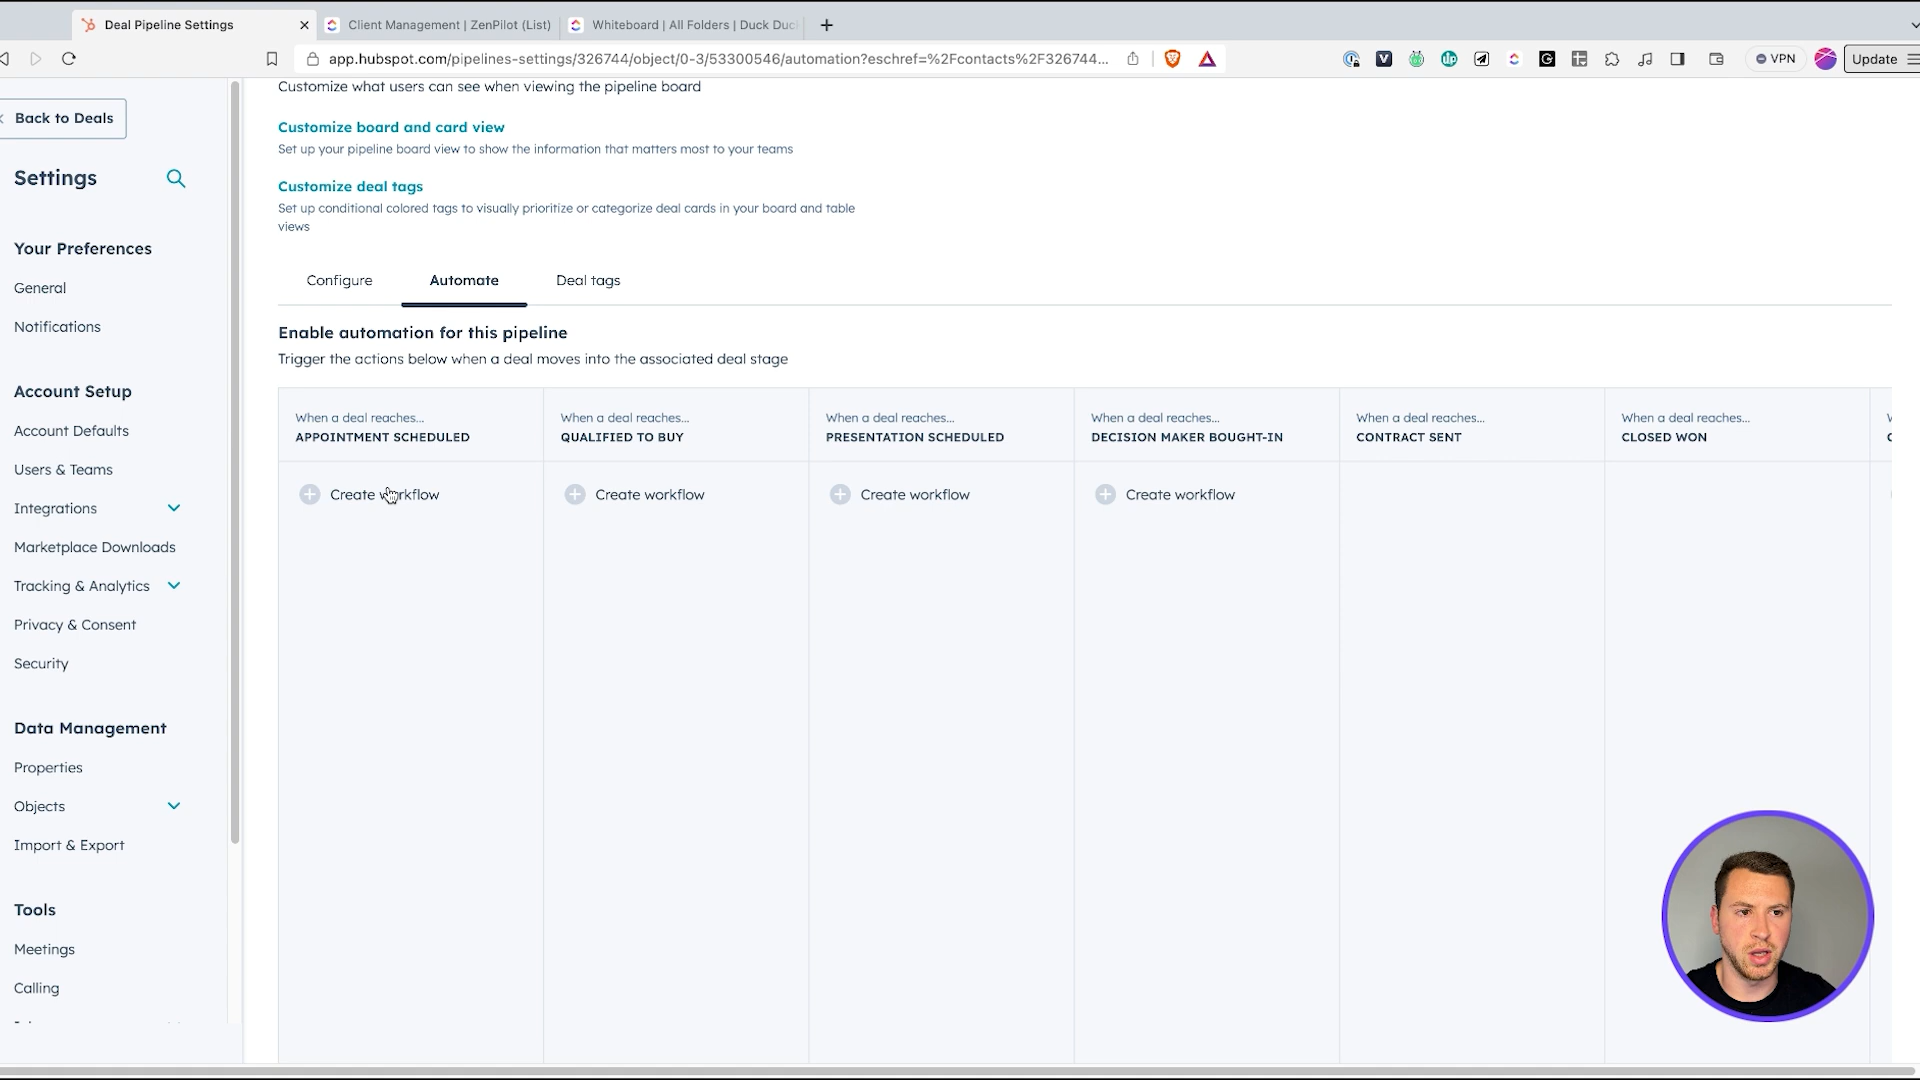 Deal Pipeline Settings
Client Management | ZenPilot (List)
Whiteboard | All Folders | Duck Duc
app.hubspot.com/pipelines-settings/326744/object/0-3/53300546/automation?eschref=%2Fcontacts%2F326744...
VPN
Update
Back to Deals
Settings
Your Preferences
General
Notifications
Account Setup
Account Defaults
Users & Teams
Integrations
Marketplace Downloads
Tracking & Analytics
Privacy & Consent
Security
Data Management
Properties
Objects
Import & Export
Tools
Meetings
Calling
Customize what users can see when viewing the pipeline board
Customize board and card view
Set up your pipeline board view to show the information that matters most to your teams
Customize deal tags
Set up conditional colored tags to visually prioritize or categorize deal cards in your board and table
views
Configure
Automate
Deal tags
Enable automation for this pipeline
Trigger the actions below when a deal moves into the associated deal stage
When a deal reaches...
APPOINTMENT SCHEDULED
Create workflow
When a deal reaches...
QUALIFIED TO BUY
Create workflow
When a deal reaches...
PRESENTATION SCHEDULED
Create workflow
When a deal reaches...
DECISION MAKER BOUGHT-IN
Create workflow
When a deal reaches...
CONTRACT SENT
When a deal reaches...
CLOSED WON